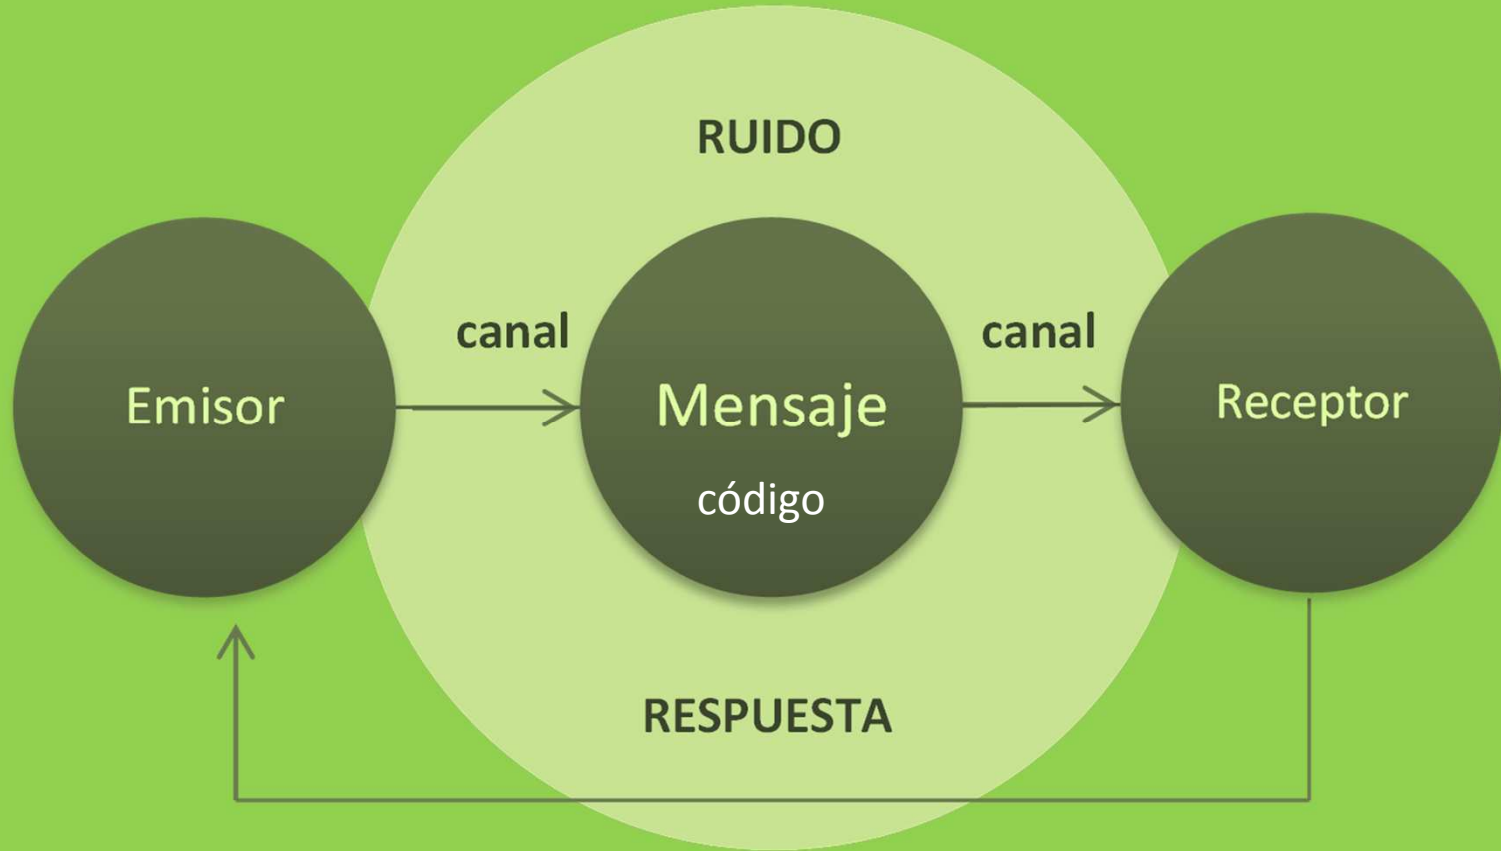 RUIDO
canal
canal
Emisor
Mensaje
Receptor
código
RESPUESTA